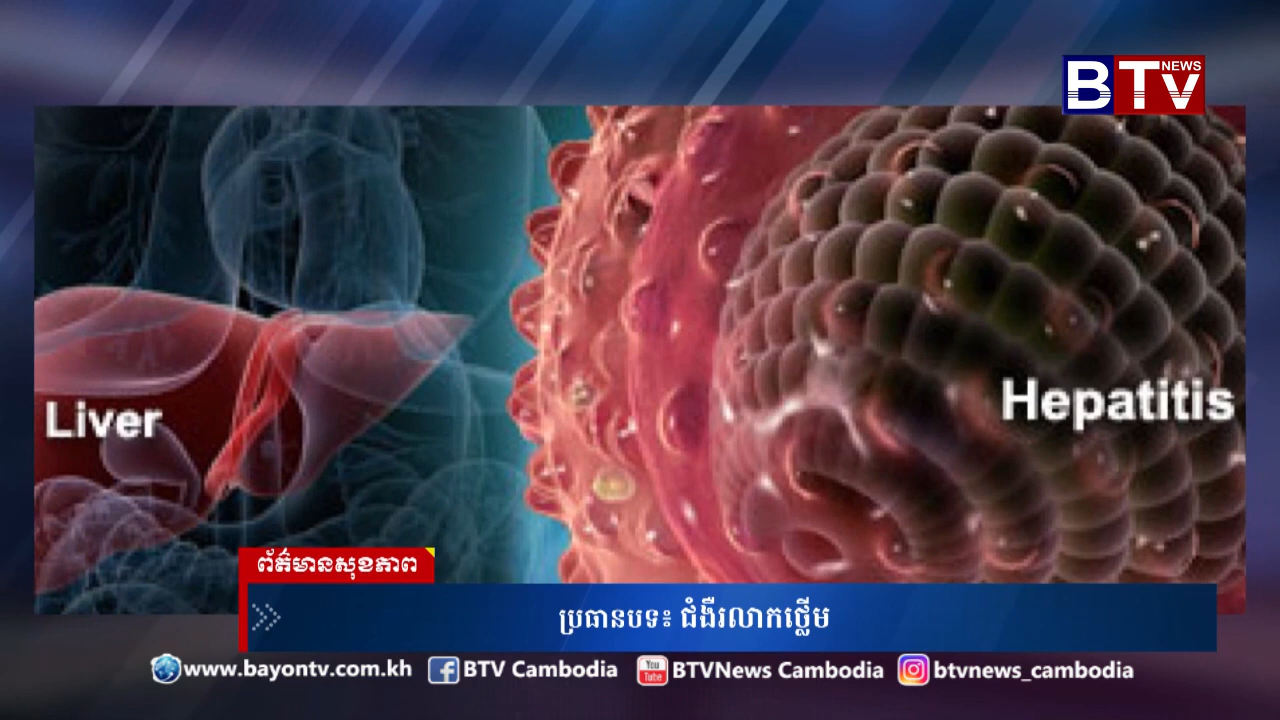 BTV NEWS
Liver
Hepatitis
ព័ត៌មានសុខភាព
ប្រធានបទ៖ ជំងឺរលាកថ្លើម
www.bayontv.com.kh BTV Cambodia You Tube BTVNews Cambodia btvnews_cambodia